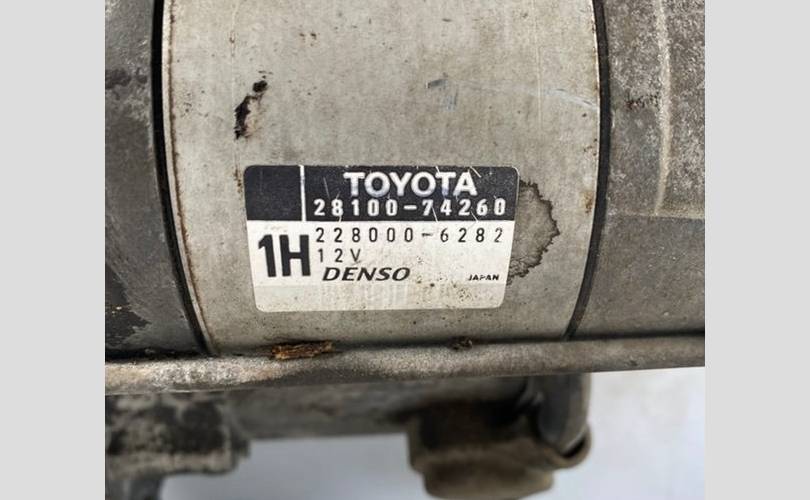 TOYOTA
28100-74260
228000-6282
1H
12V
DENSO
JAPAN